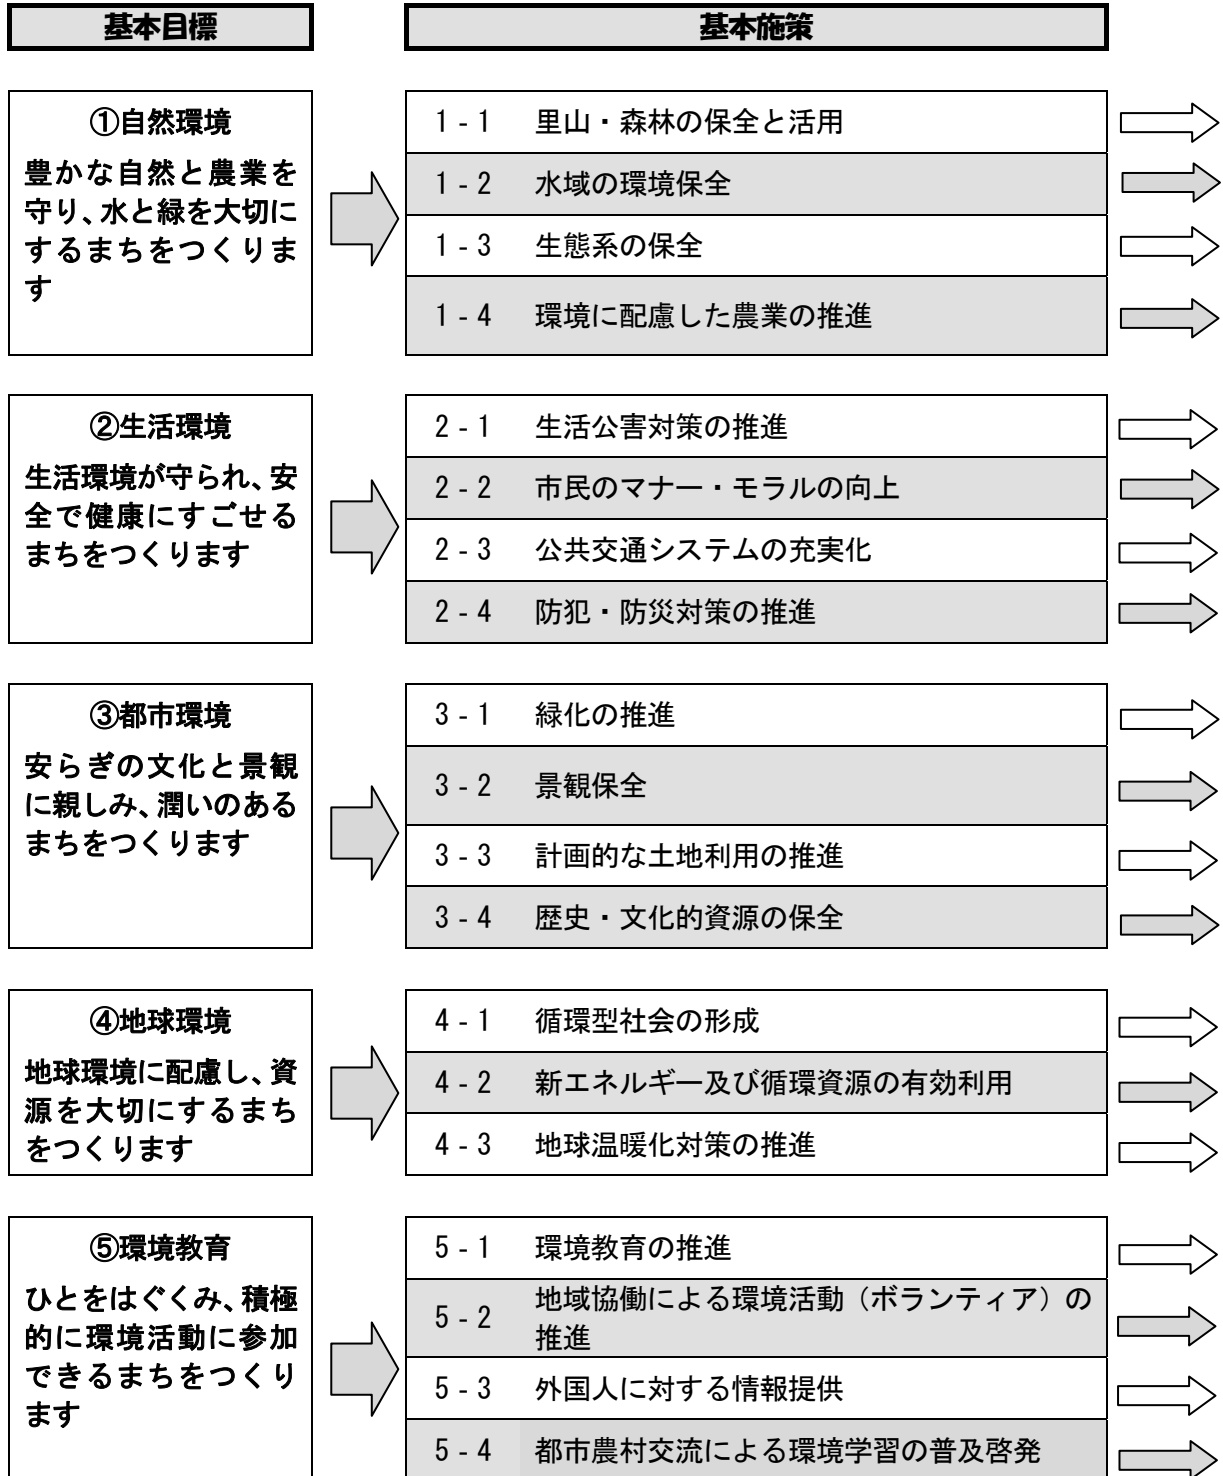 基本目標
基本施策
①自然環境
豊かな自然と農業を
守り、水と緑を大切に
するまちをつくりま
す
1-1 里山・森林の保全と活用
1-2 水域の環境保全
1-3 生態系の保全
1-4 環境に配慮した農業の推進
②生活環境
生活環境が守られ、安
全で健康にすごせる
まちをつくります
2-1 生活公害対策の推進
2-2 市民のマナー・モラルの向上
2-3 公共交通システムの充実化
2-4 防犯・防災対策の推進
③都市環境
安らぎの文化と景観
に親しみ、潤いのある
まちをつくります
3-1 緑化の推進
3-2 景観保全
3-3 計画的な土地利用の推進
3-4 歴史・文化的資源の保全
④地球環境
地球環境に配慮し、資
源を大切にするまち
をつくります
4-1 循環型社会の形成
4-2 新エネルギー及び循環資源の有効利用
4-3 地球温暖化対策の推進
⑤環境教育
ひとをはぐくみ、積極
的に環境活動に参加
できるまちをつくり
ます
5-1 環境教育の推進
5-2 地域協働による環境活動（ボランティア）の
推進
5-3 外国人に対する情報提供
5-4 都市農村交流による環境学習の普及啓発